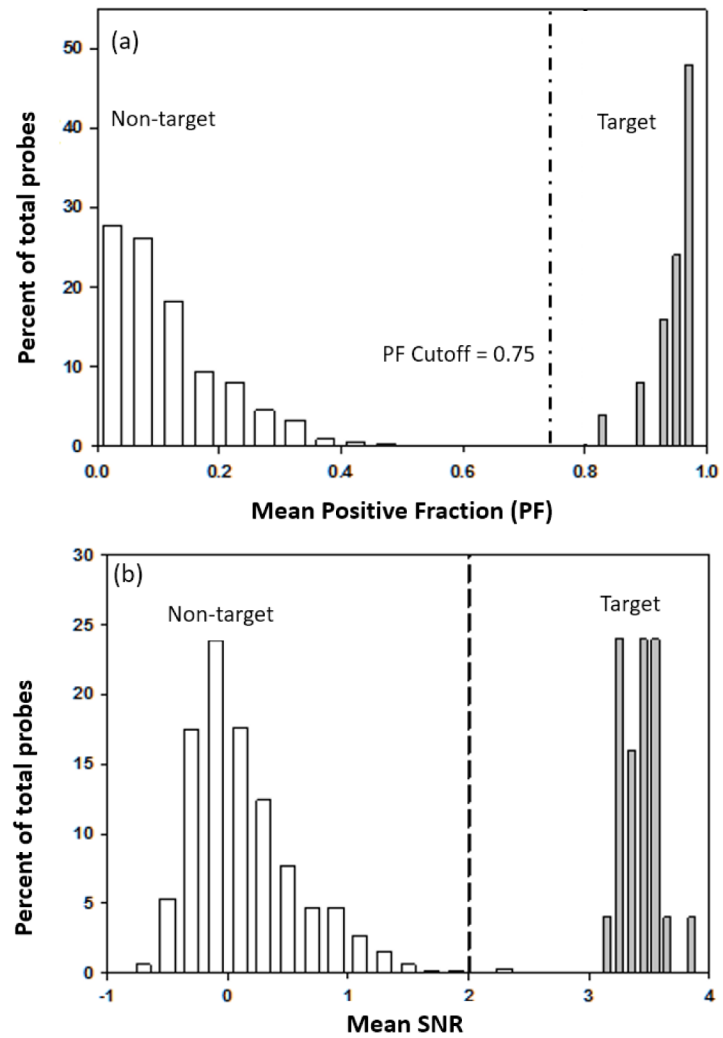 (a)
50
40
30
20
10
0
Percent of total probes
Non-target
Target
PF Cutoff = 0.75
0.0 0.2 0.4 0.6 0.8 1.0
Mean Positive Fraction (PF)
(b)
30
25
20
15
10
5
0
Percent of total probes
Non-target
Target
-1 0 1 2 3 4
Mean SNR